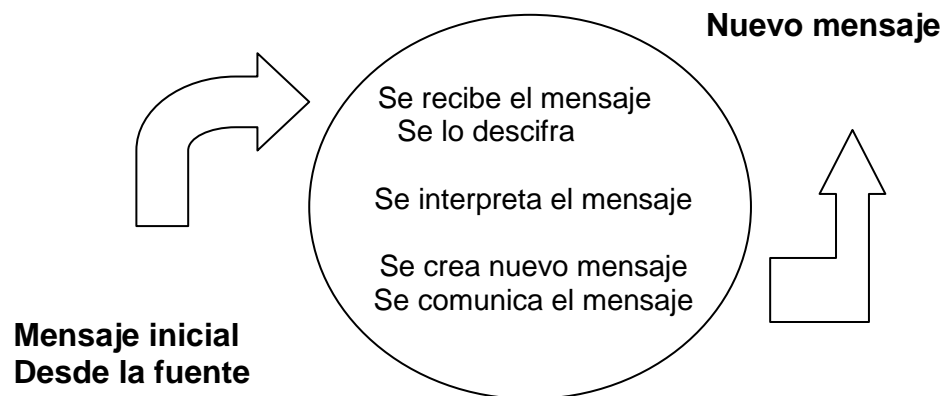 Nuevo mensaje
Se recibe el mensaje
Se lo descifra
Se interpreta el mensaje
Se crea nuevo mensaje
Se comunica el mensaje
Mensaje inicial
Desde la fuente